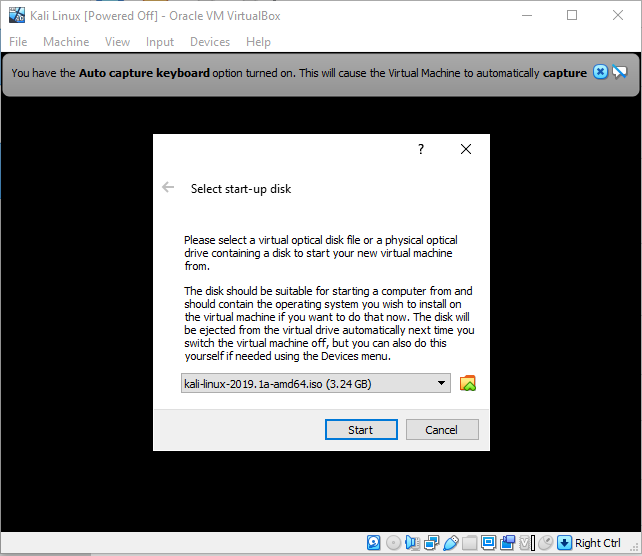 Kali Linux [Powered Off] - Oracle VM VirtualBox
File Machine View Input Devices Help
You have the Auto capture keyboard option turned on. This will cause the Virtual Machine to automatically capture
?
Select start-up disk
Please select a virtual optical disk file or a physical optical
drive containing a disk to start your new virtual machine
from.
The disk should be suitable for starting a computer from and
should contain the operating system you wish to install on
the virtual machine if you want to do that now. The disk will
be ejected from the virtual drive automatically next time you
switch the virtual machine off, but you can also do this
yourself if needed using the Devices menu.
kali-linux-2019.1a-amd64.iso (3.24 GB)
Start Cancel
Right Ctrl